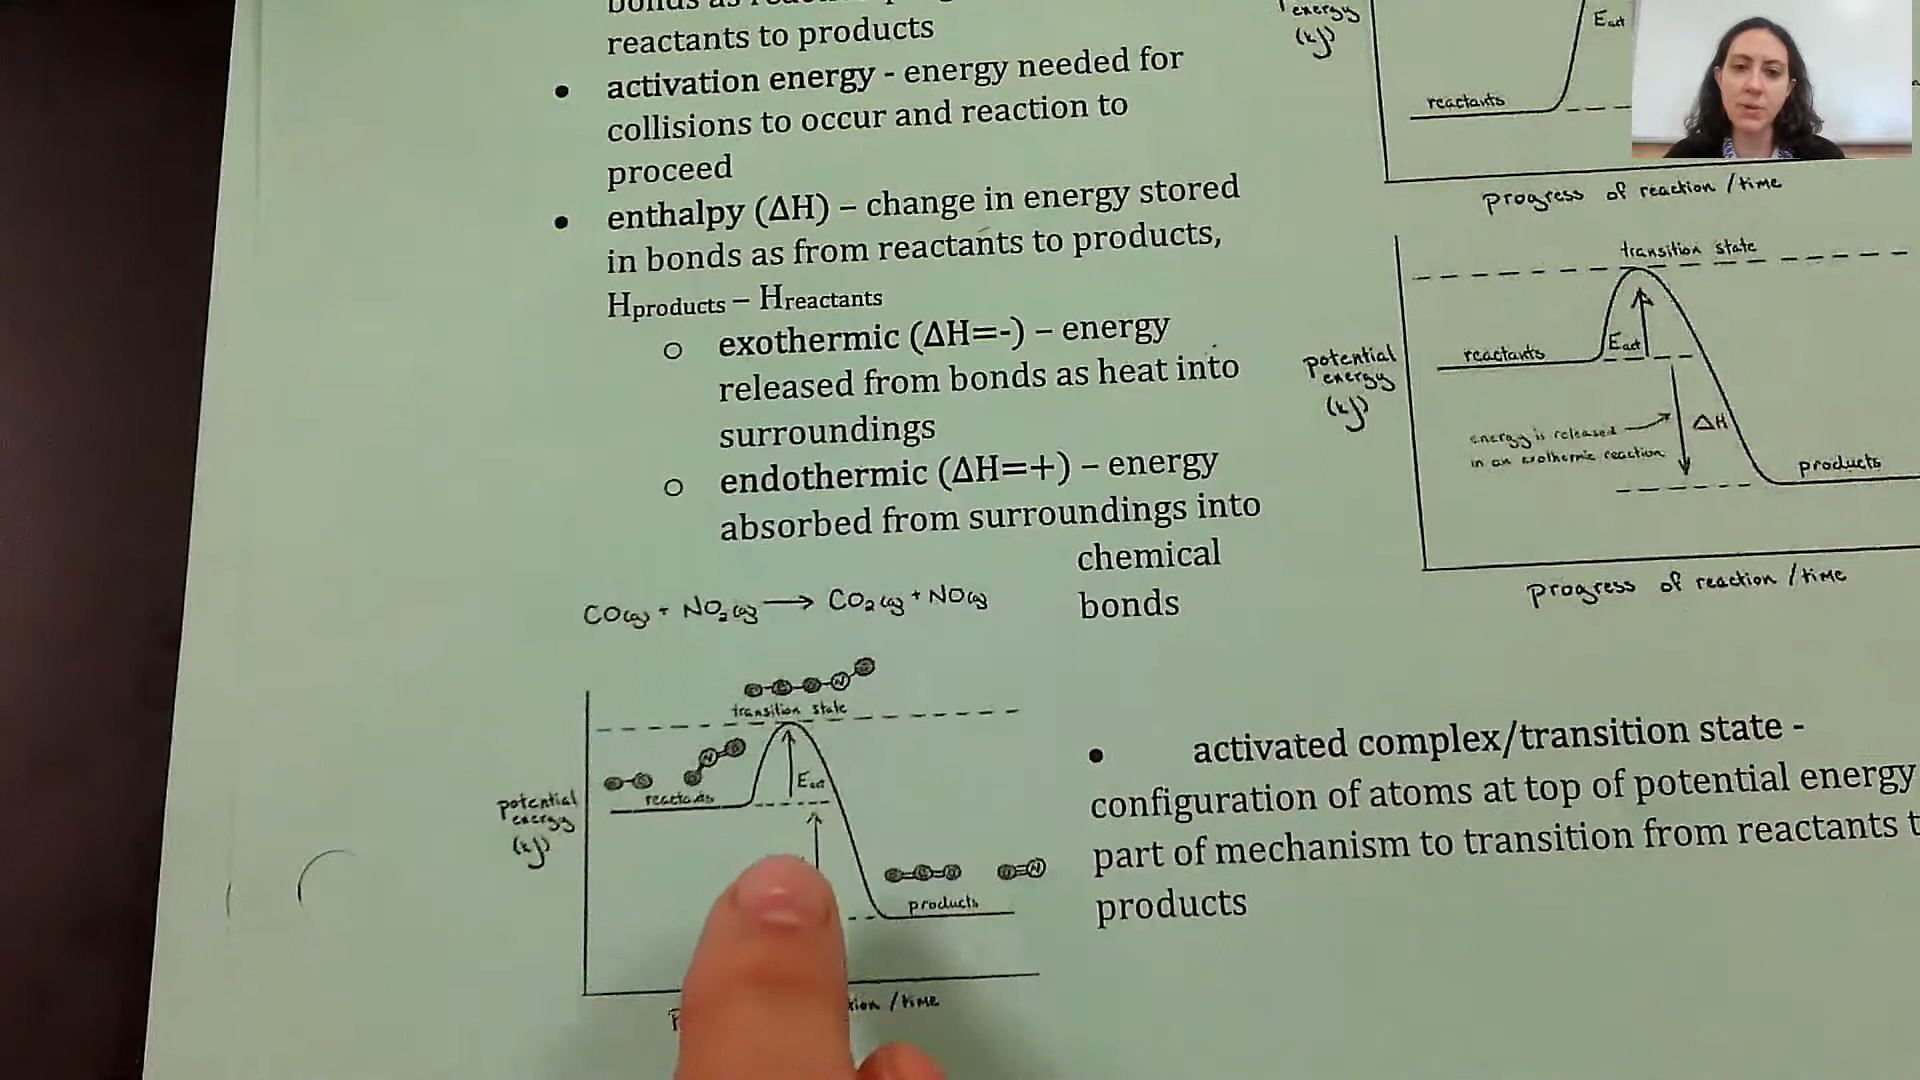 reactants to products
• activation energy - energy needed for
collisions to occur and reaction to
proceed
• enthalpy (ΔH) – change in energy stored
in bonds as from reactants to products,
Hproducts – Hreactants
o exothermic (ΔH=-) – energy
released from bonds as heat into
surroundings
o endothermic (ΔH=+) – energy
absorbed from surroundings into
chemical
bonds
CO(g) + NO₂(g) → CO₂(g) + NO(g)
transition state
reactants
Eact
potential
energy
(kJ)
products
/time
• activated complex/transition state -
configuration of atoms at top of potential energy
part of mechanism to transition from reactants
products
energy
(kJ)
Eact
reactants
Progress of reaction /time
transition state
reactants
Eact
potential
energy
(kJ)
energy is released
in an exothermic reaction
ΔH
products
Progress of reaction /time